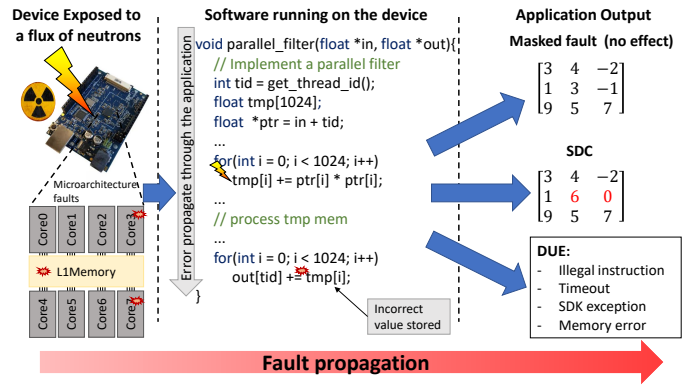 Device Exposed to
a flux of neutrons
Microarchitecture
faults
Core0
Core1
Core2
Core3
L1Memory
Core4
Core5
Core6
Core7
Software running on the device
Error propagate through the application
void parallel_filter(float *in, float *out){
// Implement a parallel filter
int tid = get_thread_id();
float tmp[1024];
float *ptr = in + tid;
...
for(int i = 0; i < 1024; i++)
tmp[i] += ptr[i] * ptr[i];
...
// process tmp mem
...
for(int i = 0; i < 1024; i++)
out[tid] += tmp[i];
}
Incorrect
value stored
Application Output
Masked fault (no effect)
3 4 −2
1 3 −1
9 5 7
SDC
3 4 −2
1 6 0
9 5 7
DUE:
- Illegal instruction
- Timeout
- SDK exception
- Memory error
Fault propagation